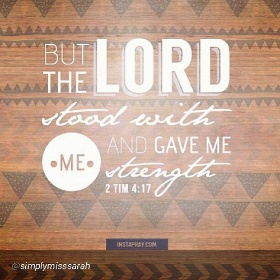 BUT THE LORD
stood with
•ME• AND GAVE ME
strength
2 TIM 4:17
INSTAPRAY.COM
@simplymisssarah